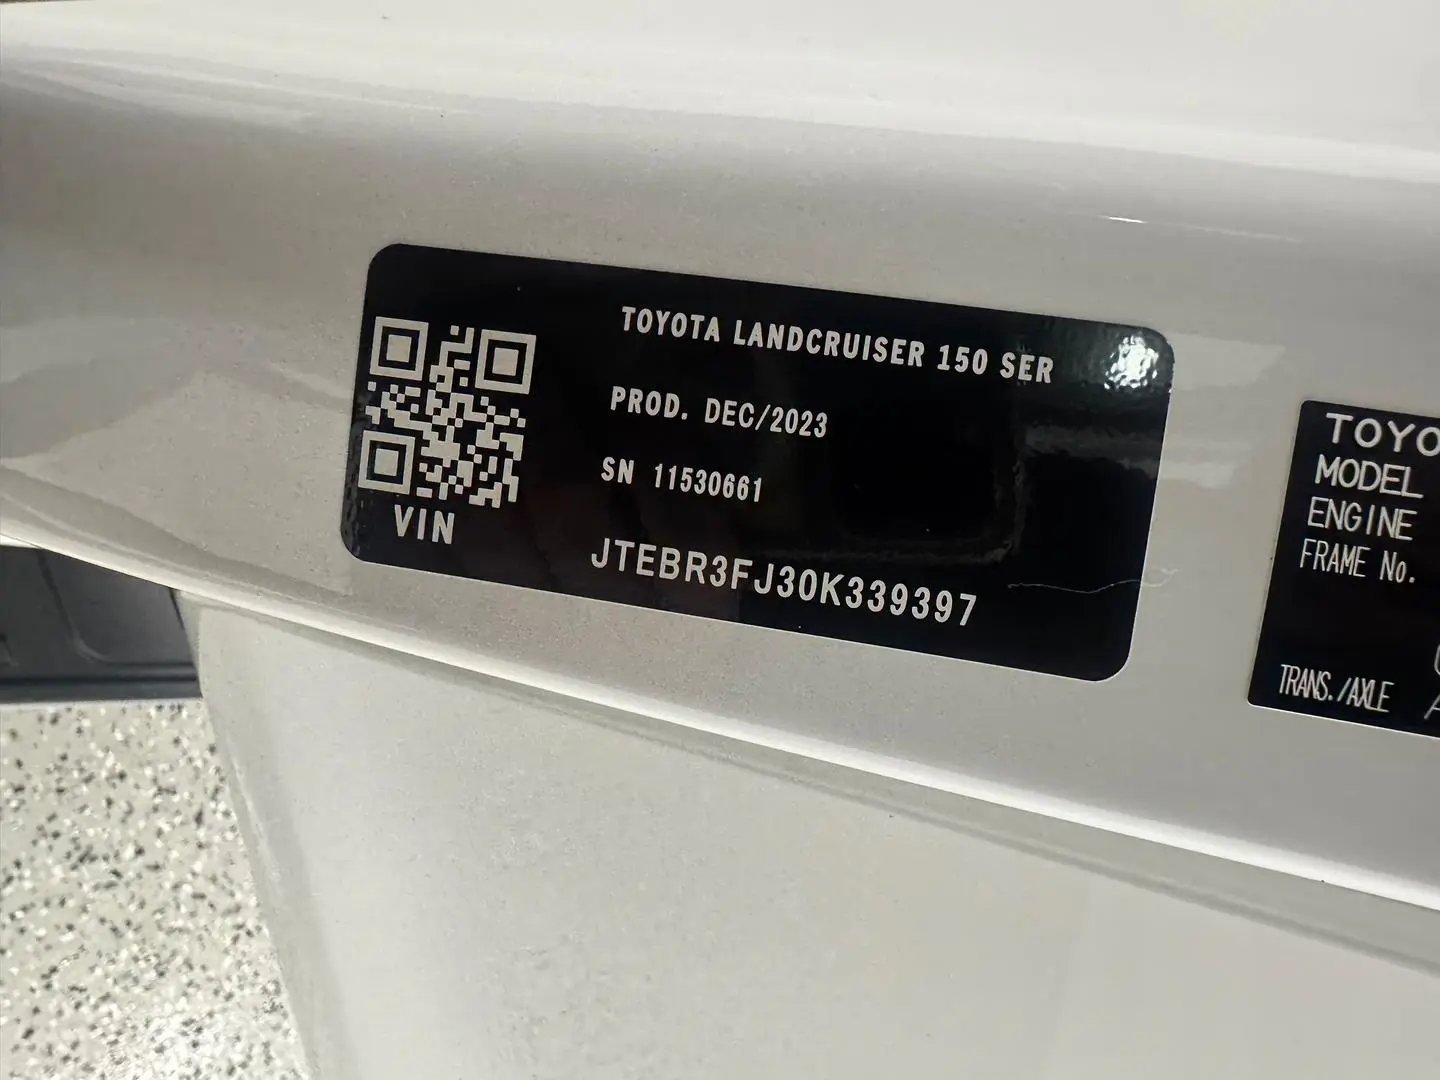 TOYOTA LANDCRUISER 150 SER
PROD. DEC/2023
SN 11530661
VIN
JTEBR3FJ30K339397
TOYO
MODEL
ENGINE
FRAME No.
TRANS./AXLE